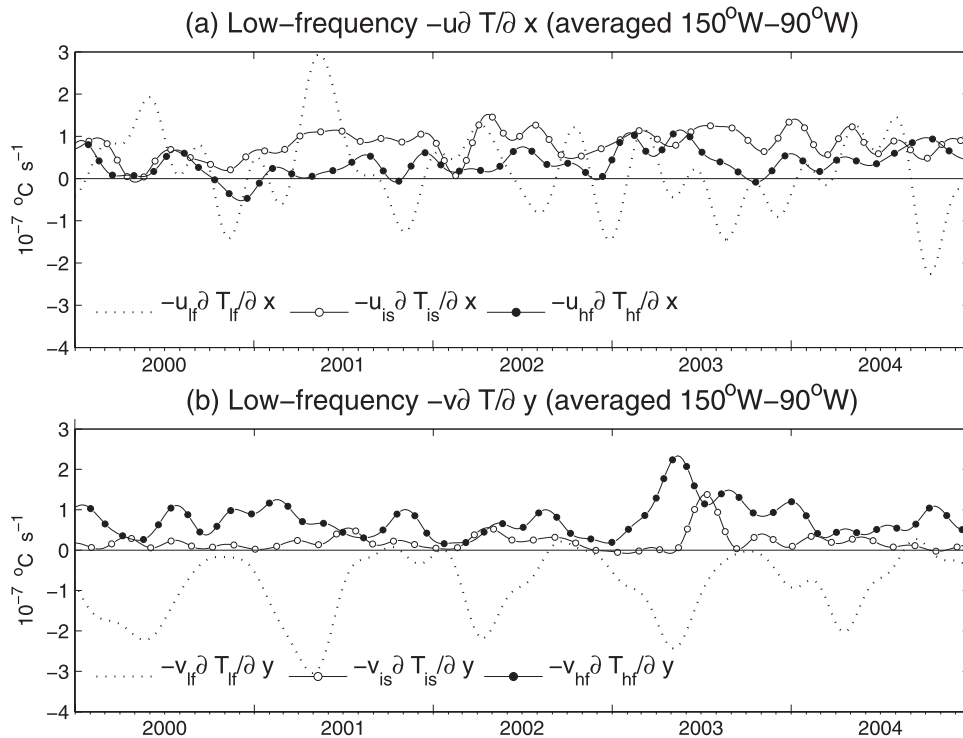 (a) Low−frequency −u∂ T/∂ x (averaged 150°W−90°W)
3
2
1
0
−1
−2
−3
−4
10⁻⁷ °C s⁻¹
−u_lf∂ T_lf/∂ x −u_is∂ T_is/∂ x −u_hf∂ T_hf/∂ x
2000 2001 2002 2003 2004
(b) Low−frequency −v∂ T/∂ y (averaged 150°W−90°W)
3
2
1
0
−1
−2
−3
−4
10⁻⁷ °C s⁻¹
−v_lf∂ T_lf/∂ y −v_is∂ T_is/∂ y −v_hf∂ T_hf/∂ y
2000 2001 2002 2003 2004